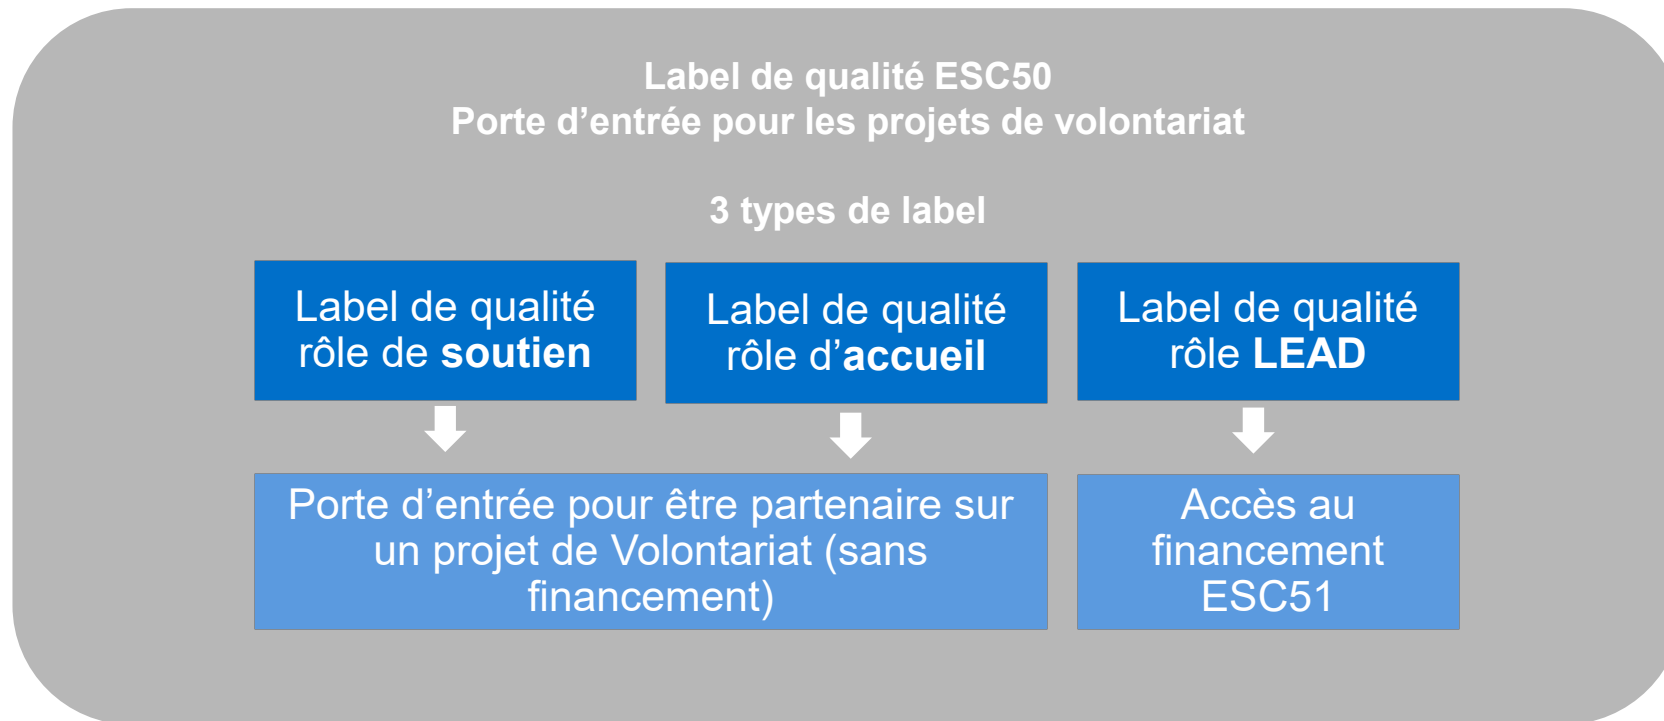 Label de qualité ESC50
Porte d’entrée pour les projets de volontariat
3 types de label
Label de qualité
rôle de soutien
Label de qualité
rôle d’accueil
Label de qualité
rôle LEAD
Porte d’entrée pour être partenaire sur
un projet de Volontariat (sans
financement)
Accès au
financement
ESC51